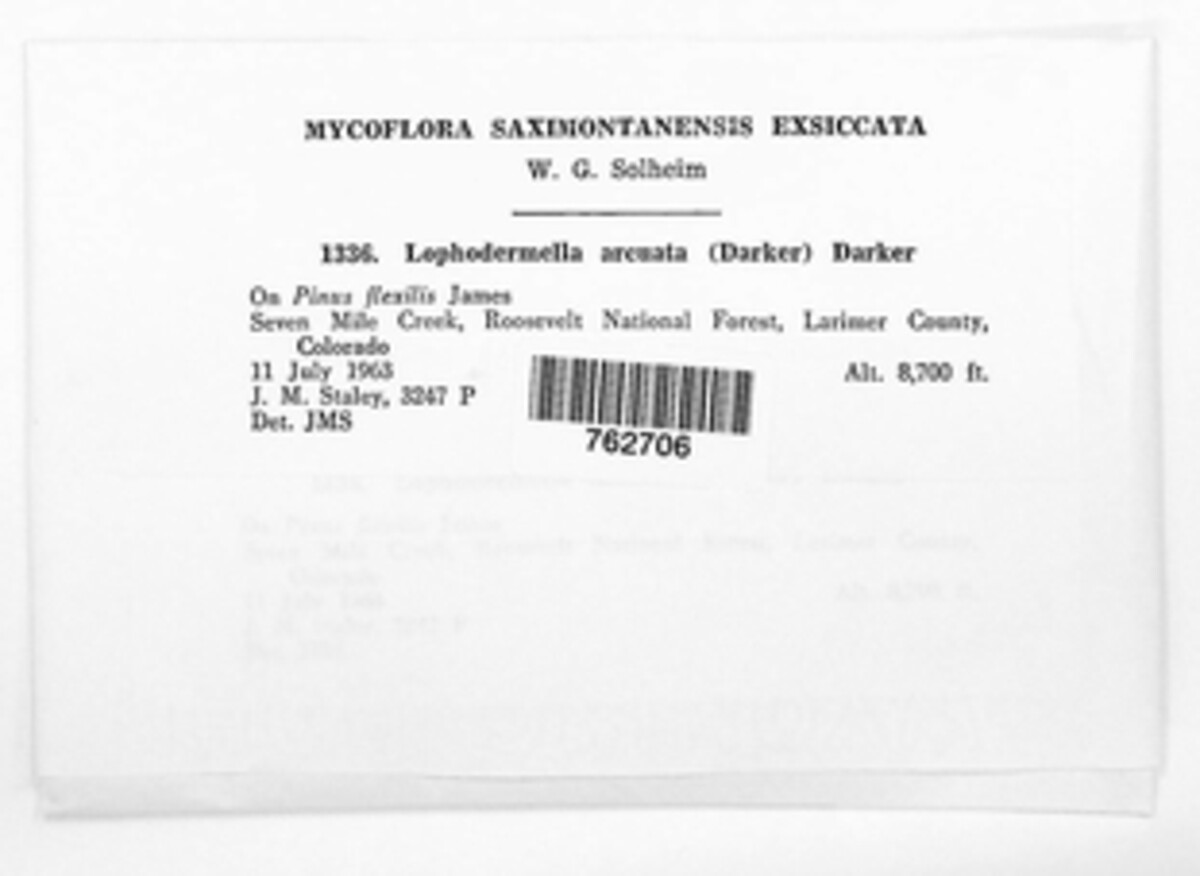 MYCOFLORA SAXIMONTANENSIS EXSICCATA
W. G. Solheim
1336. Lophodermella arcuata (Darker) Darker
On Pinus flexilis James
Seven Mile Creek, Roosevelt National Forest, Larimer County,
Colorado
11 July 1963 Alt. 8,700 ft.
J. M. Staley, 3247 P
Det. JMS
762706